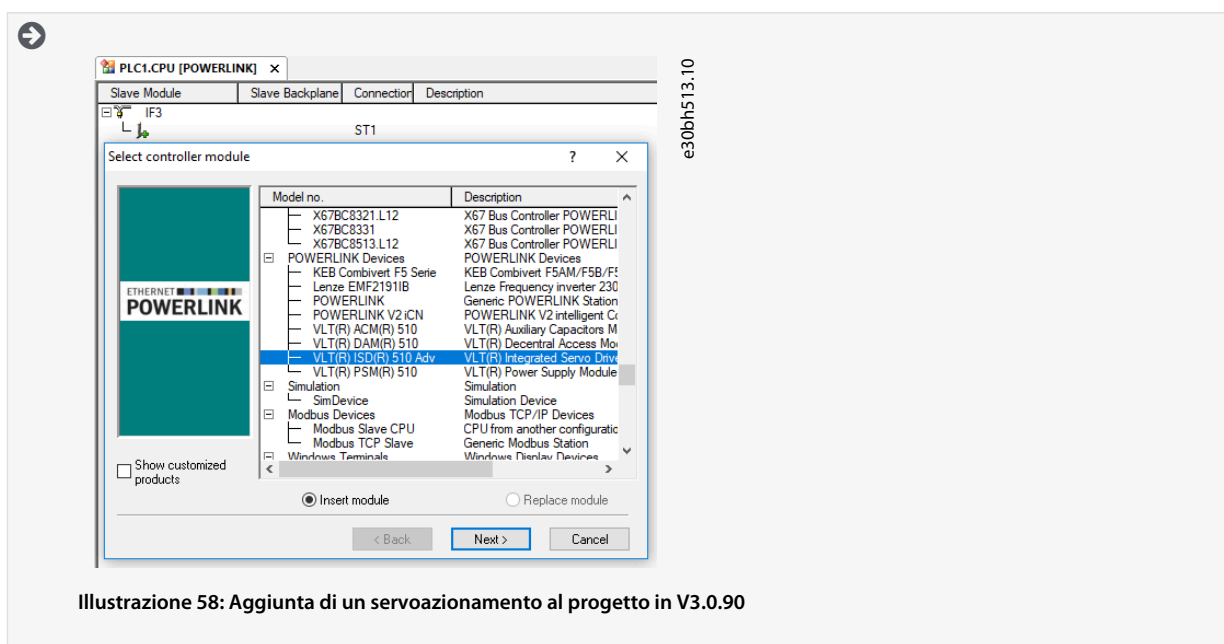 PLC1.CPU [POWERLINK] ×
Slave Module Slave Backplane Connection Description
IF3
ST1
Select controller module ? ×
Model no. Description
X67BC8321.L12 X67 Bus Controller POWERLI
X67BC8331 X67 Bus Controller POWERLI
X67BC8513.L12 X67 Bus Controller POWERLI
POWERLINK Devices POWERLINK Devices
KEB Combivert F5 Serie KEB Combivert F5AM/F5B/F5
Lenze EMF2191IB Lenze Frequency inverter 230
POWERLINK Generic POWERLINK Station
POWERLINK V2 iCN POWERLINK V2 intelligent Co
VLT(R) ACM(R) 510 VLT(R) Auxiliary Capacitors M
VLT(R) DAM(R) 510 VLT(R) Decentral Access Mo
VLT(R) ISD(R) 510 Adv VLT(R) Integrated Servo Drive
VLT(R) PSM(R) 510 VLT(R) Power Supply Module
Simulation Simulation
SimDevice Simulation Device
Modbus Devices Modbus TCP/IP Devices
Modbus Slave CPU CPU from another configuratio
Modbus TCP Slave Generic Modbus Station
Windows Terminals Windows Display Devices
ETHERNET
POWERLINK
Show customized
products
Insert module Replace module
< Back Next > Cancel
e30bh513.10
Illustrazione 58: Aggiunta di un servoazionamento al progetto in V3.0.90